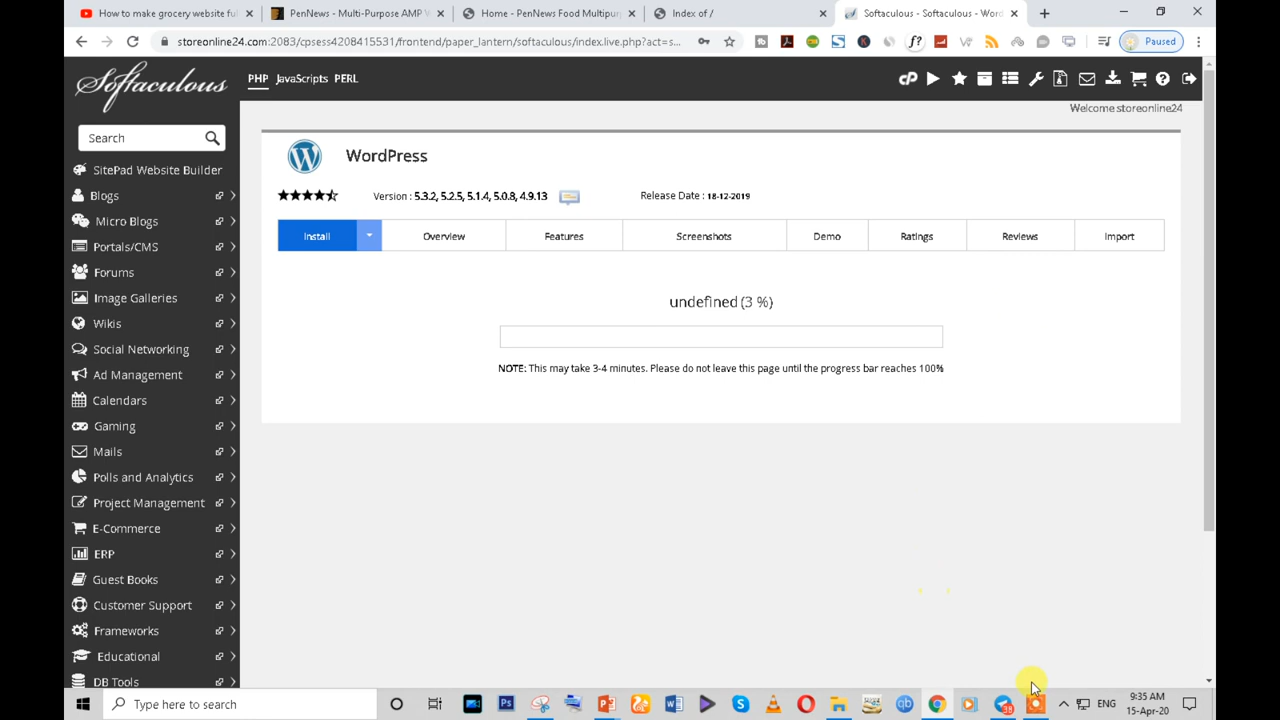 How to make grocery website ful
PenNews - Multi-Purpose AMP W
Home - PenNews Food Multipur
Index of /
Softaculous - Softaculous - Word
storeonline24.com:2083/cpsess4208415531/frontend/paper_lantern/softaculous/index.live.php?act=s...
Paused
Softaculous
PHP JavaScripts PERL
Welcome storeonline24
Search
SitePad Website Builder
Blogs
Micro Blogs
Portals/CMS
Forums
Image Galleries
Wikis
Social Networking
Ad Management
Calendars
Gaming
Mails
Polls and Analytics
Project Management
E-Commerce
ERP
Guest Books
Customer Support
Frameworks
Educational
DB Tools
WordPress
Version : 5.3.2, 5.2.5, 5.1.4, 5.0.8, 4.9.13
Release Date : 18-12-2019
Install Overview Features Screenshots Demo Ratings Reviews Import
undefined (3 %)
NOTE: This may take 3-4 minutes. Please do not leave this page until the progress bar reaches 100%
Type here to search
38
ENG
9:35 AM
15-Apr-20